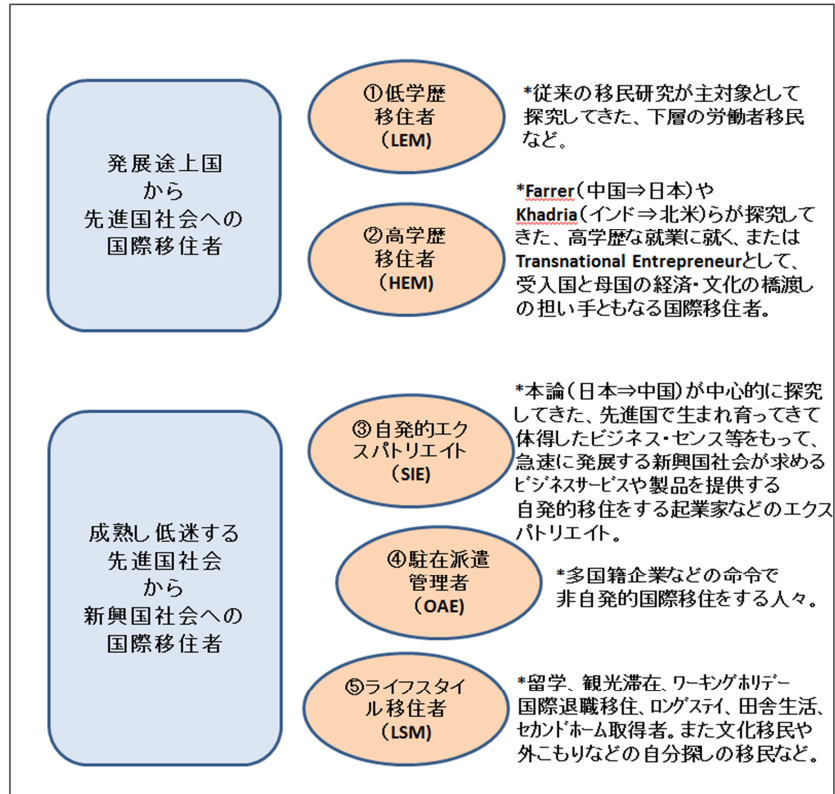 発展途上国
から
先進国社会への
国際移住者
①低学歴
移住者
（LEM）
*従来の移民研究が主対象として
探究してきた、下層の労働者移民
など。
②高学歴
移住者
（HEM）
*Farrer（中国⇒日本）や
Khadria（インド⇒北米）らが探究して
きた、高学歴な就業に就く、または
Transnational Entrepreneurとして、
受入国と母国の経済・文化の橋渡し
の担い手ともなる国際移住者。
成熟し低迷する
先進国社会
から
新興国社会への
国際移住者
③自発的エク
スパトリエイト
（SIE）
*本論（日本⇒中国）が中心的に探究
してきた、先進国で生まれ育ってきて
体得したビジネス・センス等をもって、
急速に発展する新興国社会が求める
ﾋﾞｼﾞﾈｽｻｰﾋﾞｽや製品を提供する
自発的移住をする起業家などのエクス
パトリエイト。
④駐在派遣
管理者
（OAE）
*多国籍企業などの命令で
非自発的国際移住をする人々。
⑤ライフスタイ
ル移住者
（LSM）
*留学、観光滞在、ﾜｰｷﾝｸﾞﾎﾘﾃﾞｰ
国際退職移住、ﾛﾝｸﾞｽﾃｲ、田舎生活、
ｾｶﾝﾄﾞﾎｰﾑ取得者。また文化移民や
外こもりなどの自分探しの移民など。